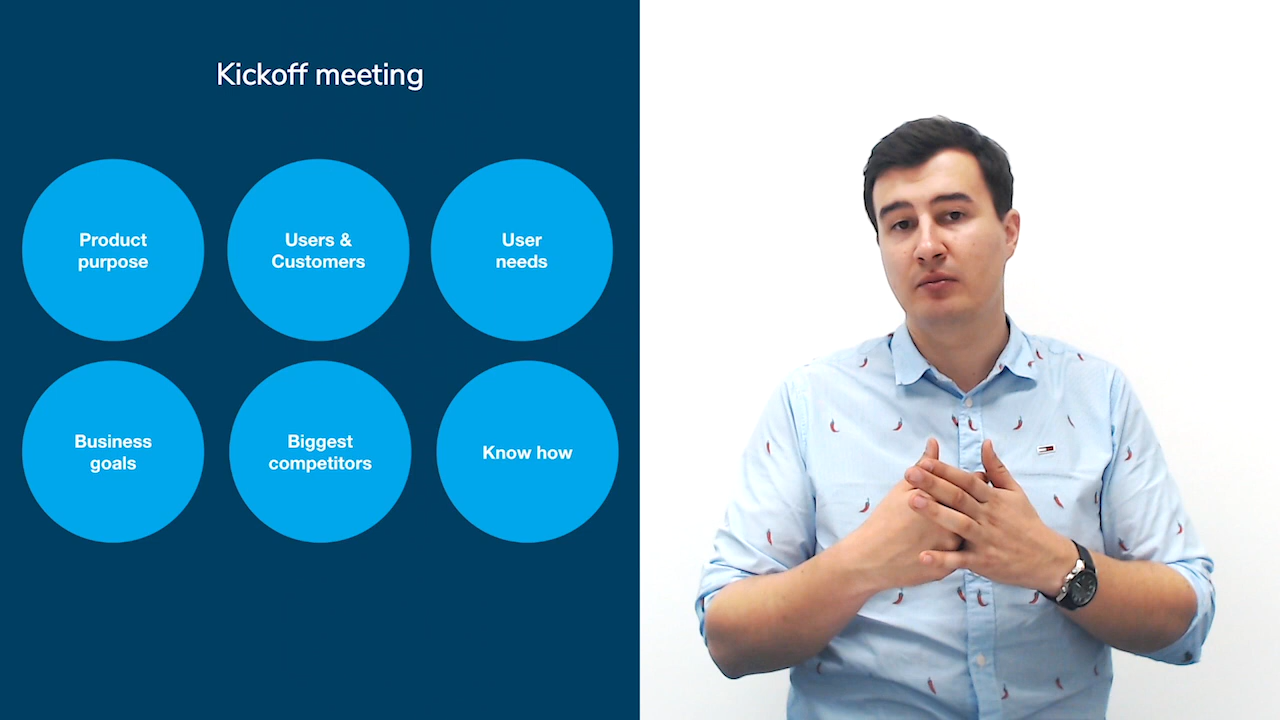 Kickoff meeting
Product
purpose
Users &
Customers
User
needs
Business
goals
Biggest
competitors
Know how